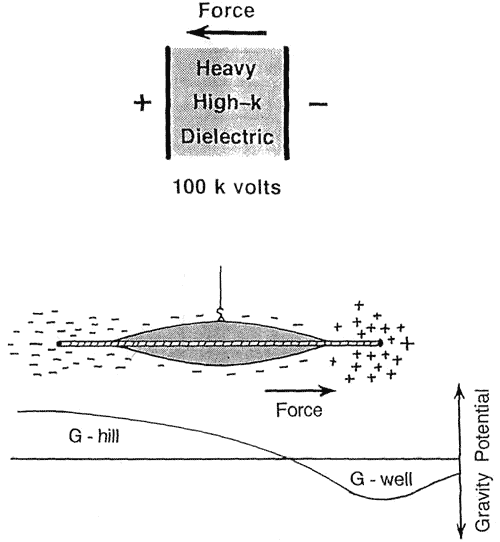 Force
Heavy
+ High-k −
Dielectric
100 k volts
Force
G - hill
G - well
Gravity Potential